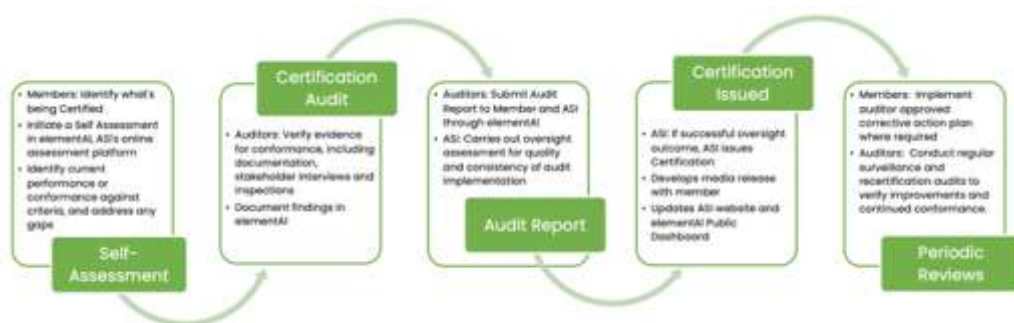 • Members: Identify what's
being Certified
• Initiate a Self Assessment
in elementAl, ASI's online
assessment platform
• Identify current
performance or
conformance against
criteria, and address any
gaps
Self-
Assessment
Certification
Audit
• Auditors: Verify evidence
for conformance, including
documentation,
stakeholder interviews and
inspections
• Document findings in
elementAl
• Auditors: Submit Audit
Report to Member and ASI
through elementAl
• ASI: Carries out oversight
assessment for quality
and consistency of audit
implementation
Audit Report
Certification
Issued
• ASI: If successful oversight
outcome, ASI issues
Certification
• Develops media release
with member
• Updates ASI website and
elementAl Public
Dashboard
• Members: Implement
auditor approved
corrective action plan
where required
• Auditors: Conduct regular
surveillance and
recertification audits to
verify improvements and
continued conformance.
Periodic
Reviews